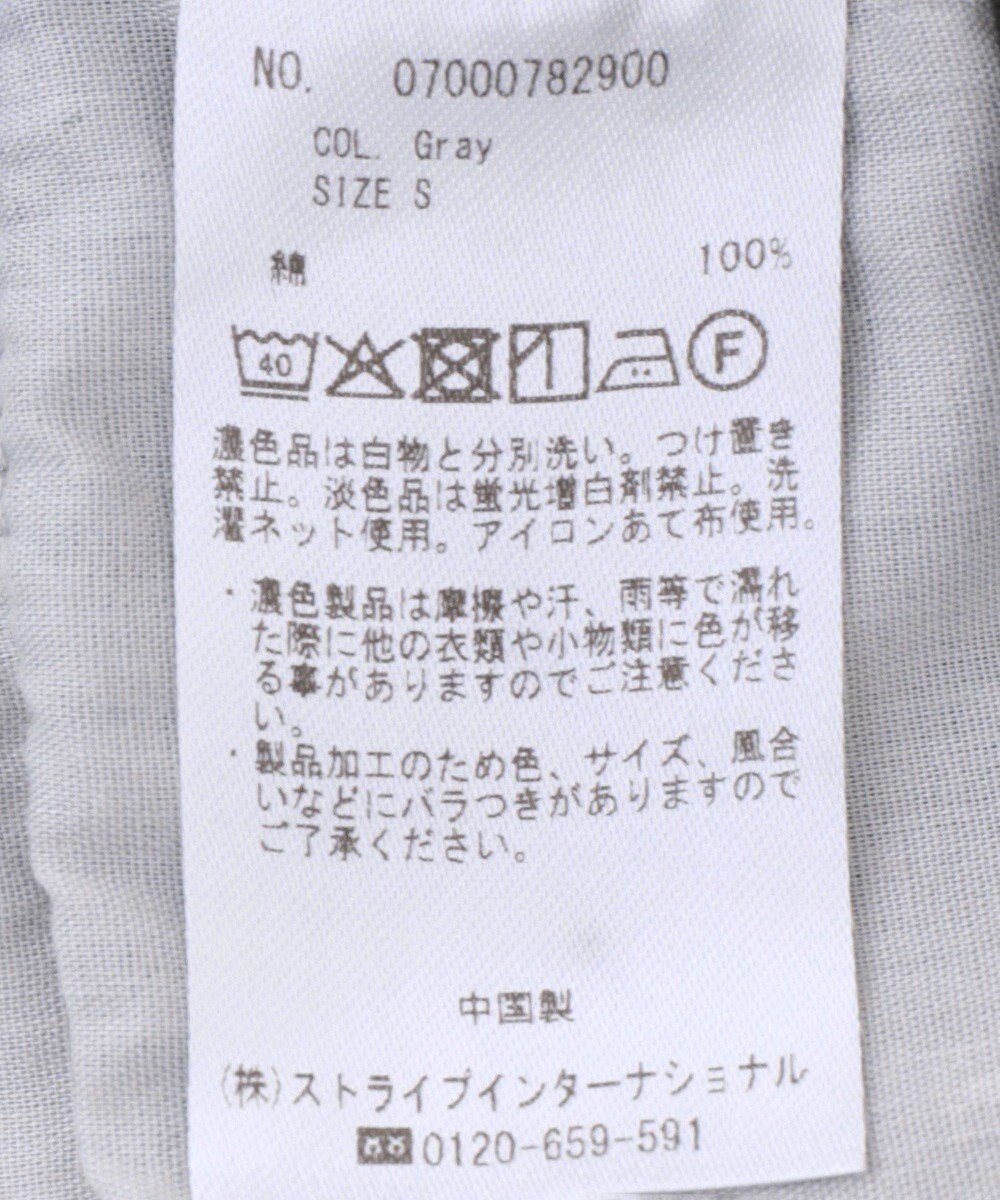 NO. 07000782900
COL. Gray
SIZE S
綿 100%
40 F
濃色品は白物と分別洗い。つけ置き
禁止。淡色品は蛍光増白剤禁止。洗
濯ネット使用。アイロンあて布使用。
・濃色製品は摩擦や汗、雨等で濡れ
た際に他の衣類や小物類に色が移
る事がありますのでご注意くださ
い。
・製品加工のため色、サイズ、風合
いなどにバラつきがありますので
ご了承ください。
中国製
(株)ストライプインターナショナル
0120-659-591